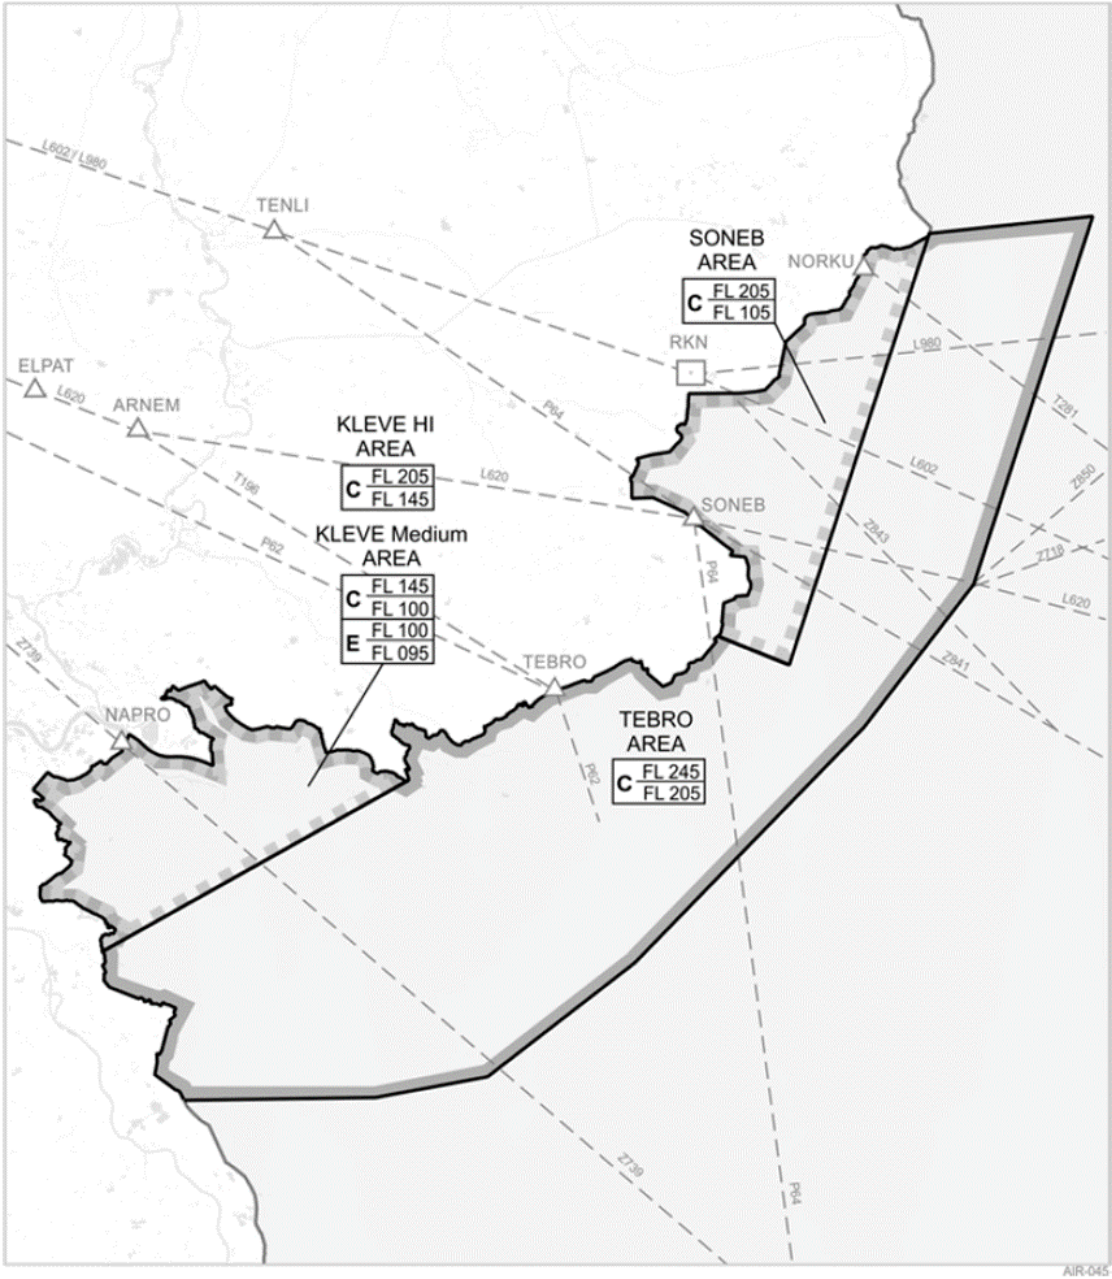 L602 / L980
TENLI
SONEB
AREA
C FL 205
FL 105
NORKU
RKN
L980
ELPAT
L620
ARNEM
P64
T281
KLEVE HI
AREA
C FL 205
FL 145
T196
L620
L602
Z850
SONEB
KLEVE Medium
AREA
C FL 145
FL 100
E FL 100
FL 095
P62
P64
Z843
Z718
L620
Z739
TEBRO
Z841
NAPRO
TEBRO
AREA
C FL 245
FL 205
P62
Z739
P64
AIR-045